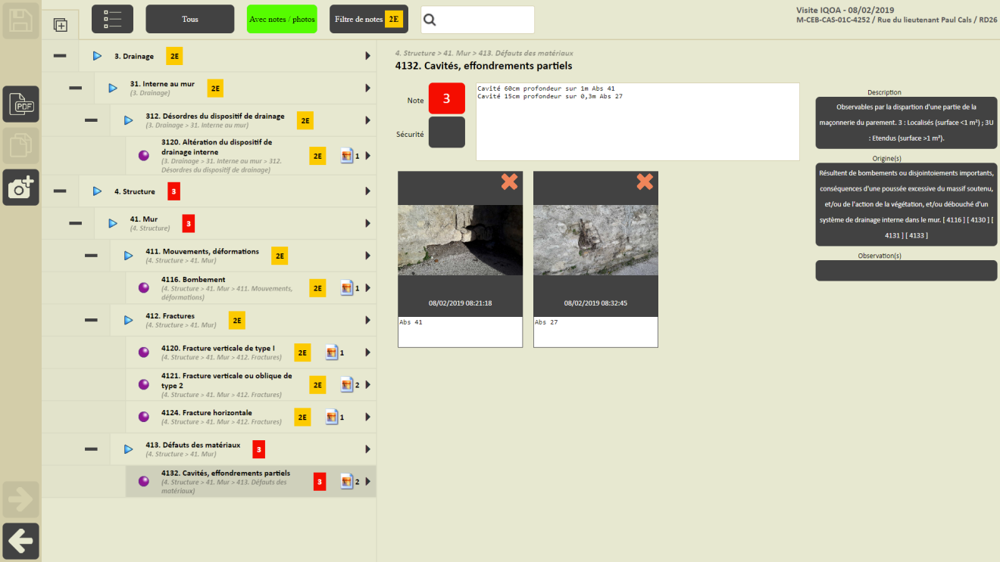 Tous
Avec notes / photos
Filtre de notes 2E
Visite IQOA - 08/02/2019
M-CEB-CAS-01C-4252 / Rue du lieutenant Paul Cals / RD26
PDF
3. Drainage 2E
31. Interne au mur 2E
(3. Drainage)
312. Désordres du dispositif de drainage 2E
(3. Drainage > 31. Interne au mur)
3120. Altération du dispositif de
drainage interne 2E 1
(3. Drainage > 31. Interne au mur > 312.
Désordres du dispositif de drainage)
4. Structure 3
41. Mur 3
(4. Structure)
411. Mouvements, déformations 2E
(4. Structure > 41. Mur)
4116. Bombement 2E 1
(4. Structure > 41. Mur > 411. Mouvements,
déformations)
412. Fractures 2E
(4. Structure > 41. Mur)
4120. Fracture verticale de type I 2E 1
(4. Structure > 41. Mur > 412. Fractures)
4121. Fracture verticale ou oblique de
type 2 2E 2
(4. Structure > 41. Mur > 412. Fractures)
4124. Fracture horizontale 2E 1
(4. Structure > 41. Mur > 412. Fractures)
413. Défauts des matériaux 3
(4. Structure > 41. Mur)
4132. Cavités, effondrements partiels 3 2
(4. Structure > 41. Mur > 413. Défauts des
matériaux)
4. Structure > 41. Mur > 413. Défauts des matériaux
4132. Cavités, effondrements partiels
Note 3
Sécurité
Cavité 60cm profondeur sur 1m Abs 41
Cavité 15cm profondeur sur 0,3m Abs 27
08/02/2019 08:21:18
Abs 41
08/02/2019 08:32:45
Abs 27
Description
Observables par la dispartion d'une partie de la
maçonnerie du parement. 3 : Localisés (surface <1 m²) ; 3U
: Etendus (surface >1 m²).
Origine(s)
Résultent de bombements ou disjointoiements importants,
conséquences d'une poussée excessive du massif soutenu,
et/ou de l'action de la végétation, et/ou débouché d'un
système de drainage interne dans le mur. [ 4116 ] [ 4130 ] [
4131 ] [ 4133 ]
Observation(s)